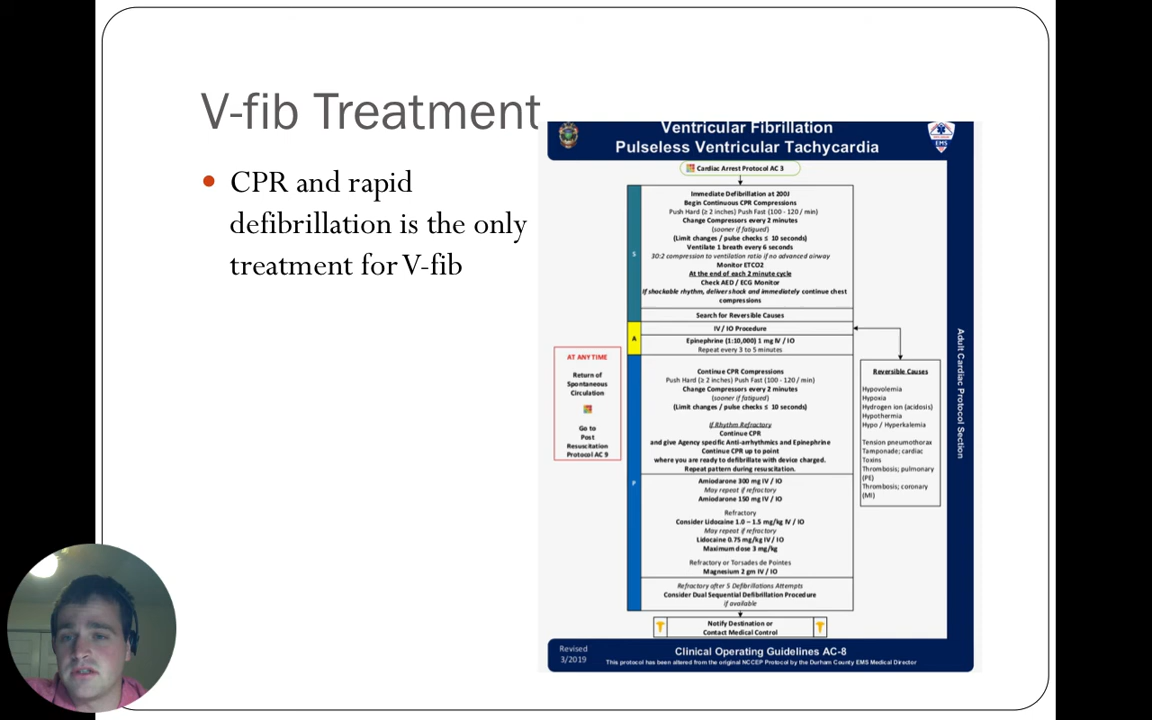 V-fib Treatment
CPR and rapid
defibrillation is the only
treatment for V-fib
Ventricular Fibrillation
Pulseless Ventricular Tachycardia
EMS
Cardiac Arrest Protocol AC 3
S
Immediate Defibrillation at 200J
Begin Continuous CPR Compressions
Push Hard (≥ 2 inches) Push Fast (100 - 120 / min)
Change Compressors every 2 minutes
(sooner if fatigued)
(Limit changes / pulse checks ≤ 10 seconds)
Ventilate 1 breath every 6 seconds
30:2 compression to ventilation ratio if no advanced airway
Monitor ETCO2
At the end of each 2 minute cycle
Check AED / ECG Monitor
If shockable rhythm, deliver shock and immediately continue chest
compressions
Search for Reversible Causes
A
IV / IO Procedure
Epinephrine (1:10,000) 1 mg IV / IO
Repeat every 3 to 5 minutes
P
Continue CPR Compressions
Push Hard (≥ 2 inches) Push Fast (100 - 120 / min)
Change Compressors every 2 minutes
(sooner if fatigued)
(Limit changes / pulse checks ≤ 10 seconds)
If Rhythm Refractory
Continue CPR
and give Agency specific Anti-arrhythmics and Epinephrine
Continue CPR up to point
where you are ready to defibrillate with device charged.
Repeat pattern during resuscitation.
Amiodarone 300 mg IV / IO
May repeat if refractory
Amiodarone 150 mg IV / IO
Refractory
Consider Lidocaine 1.0 – 1.5 mg/kg IV / IO
May repeat if refractory
Lidocaine 0.75 mg/kg IV / IO
Maximum dose 3 mg/kg
Refractory or Torsades de Pointes
Magnesium 2 gm IV / IO
Refractory after 5 Defibrillations Attempts
Consider Dual Sequential Defibrillation Procedure
if available
Notify Destination or
Contact Medical Control
AT ANY TIME
Return of
Spontaneous
Circulation
Go to
Post
Resuscitation
Protocol AC 9
Reversible Causes
Hypovolemia
Hypoxia
Hydrogen ion (acidosis)
Hypothermia
Hypo / Hyperkalemia
Tension pneumothorax
Tamponade; cardiac
Toxins
Thrombosis; pulmonary
(PE)
Thrombosis; coronary
(MI)
Adult Cardiac Protocol Section
Revised
3/2019
Clinical Operating Guidelines AC-8
This protocol has been altered from the original NCCEP Protocol by the Durham County EMS Medical Director